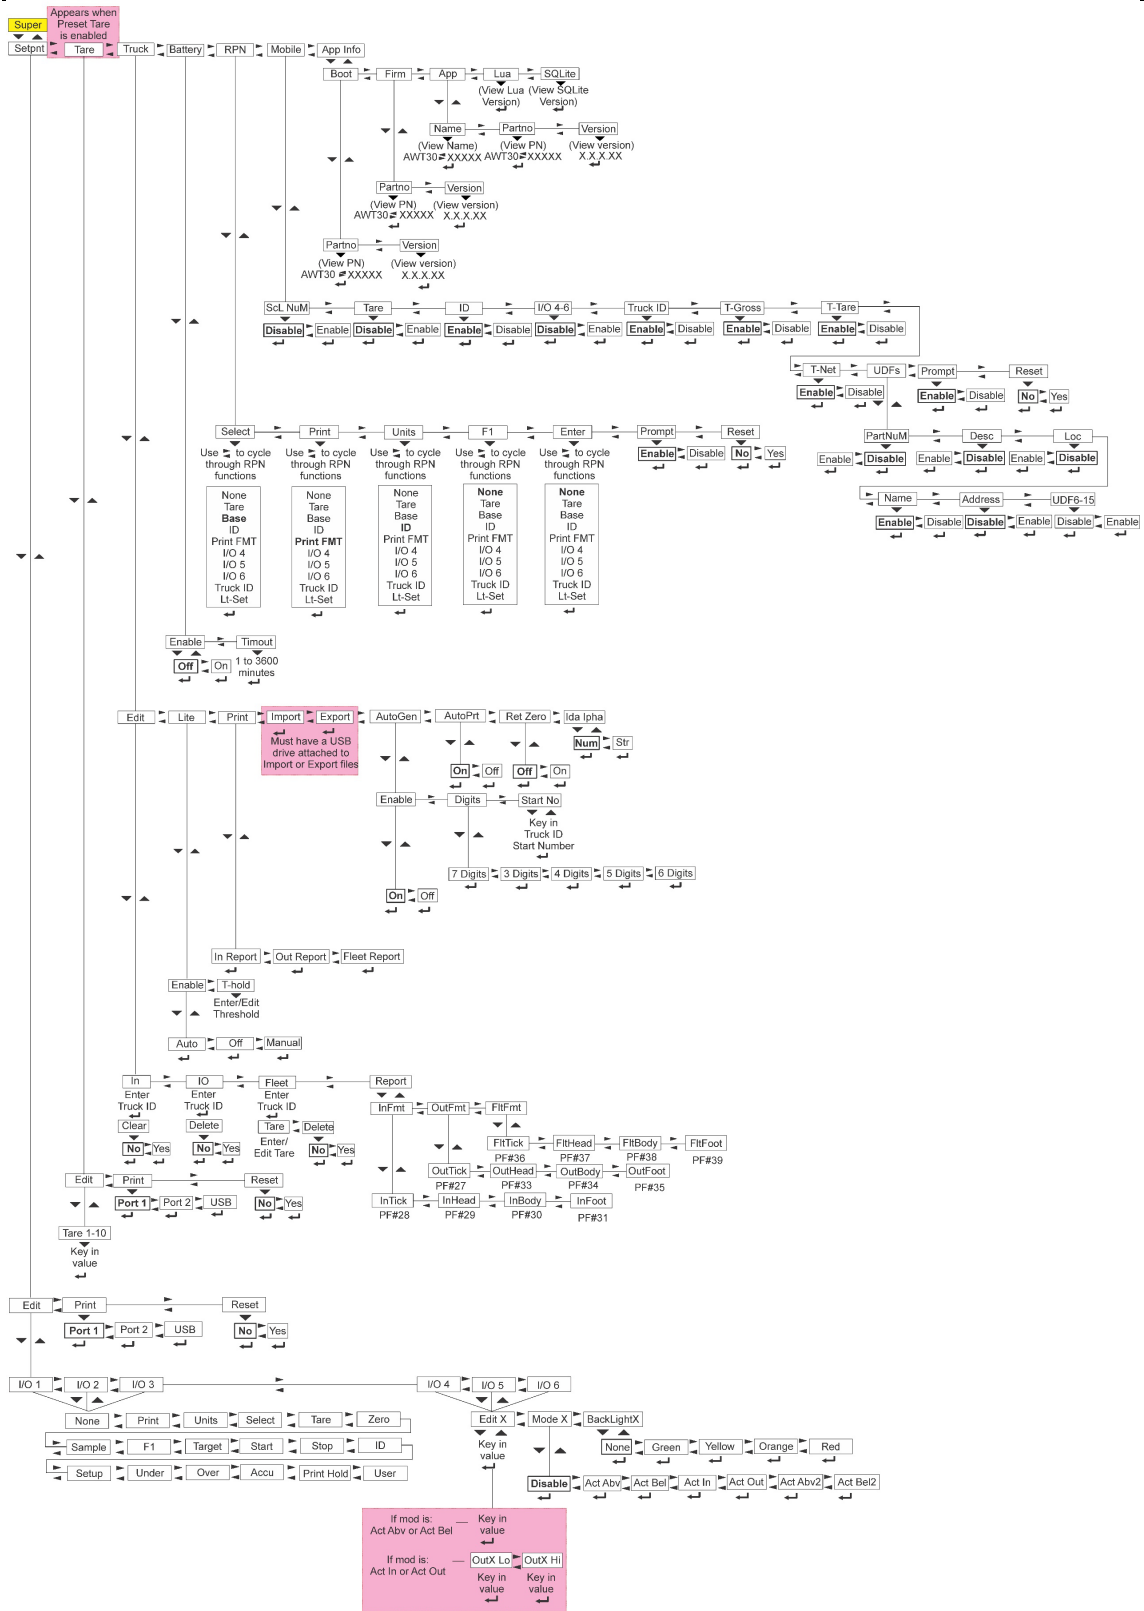 Appears when
Preset Tare
is enabled
Super
Setpnt Tare Truck Battery RPN Mobile App Info
Boot Firm App Lua SQLite
(View Lua Version) (View SQLite Version)
Name Partno Version
(View Name) (View PN) (View version)
AWT30 XXXXX AWT30 XXXXX X.X.X.XX
Partno Version
(View PN) (View version)
AWT30 XXXXX X.X.X.XX
Partno Version
(View PN) (View version)
AWT30 XXXXX X.X.X.XX
ScL NuM Tare ID I/O 4-6 Truck ID T-Gross T-Tare
Disable Enable Disable Enable Enable Disable Disable Enable Enable Disable Enable Disable Enable Disable
T-Net UDFs Prompt Reset
Enable Disable Enable Disable No Yes
PartNuM Desc Loc
Enable Disable Enable Disable Enable Disable
Name Address UDF6-15
Enable Disable Disable Enable Disable Enable
Select Print Units F1 Enter Prompt Reset
Enable Disable No Yes
Use to cycle Use to cycle Use to cycle Use to cycle Use to cycle
through RPN through RPN through RPN through RPN through RPN
functions functions functions functions functions
None None None None None
Tare Tare Tare Tare Tare
Base Base Base Base Base
ID ID ID ID ID
Print FMT Print FMT Print FMT Print FMT Print FMT
I/O 4 I/O 4 I/O 4 I/O 4 I/O 4
I/O 5 I/O 5 I/O 5 I/O 5 I/O 5
I/O 6 I/O 6 I/O 6 I/O 6 I/O 6
Truck ID Truck ID Truck ID Truck ID Truck ID
Lt-Set Lt-Set Lt-Set Lt-Set Lt-Set
Enable Timout
Off On 1 to 3600
minutes
Edit Lite Print Import Export AutoGen AutoPrt Ret Zero Ida lpha
Must have a USB
drive attached to
Import or Export files
Num Str
On Off Off On
Enable Digits Start No
Key in
Truck ID
Start Number
7 Digits 3 Digits 4 Digits 5 Digits 6 Digits
On Off
In Report Out Report Fleet Report
Enable T-hold
Enter/Edit
Threshold
Auto Off Manual
In IO Fleet Report
Enter Enter Enter
Truck ID Truck ID Truck ID
InFmt OutFmt FltFmt
Clear Delete Tare Delete
No Yes No Yes Enter/
Edit Tare No Yes
FltTick FltHead FltBody FltFoot
PF#36 PF#37 PF#38 PF#39
OutTick OutHead OutBody OutFoot
PF#27 PF#33 PF#34 PF#35
InTick InHead InBody InFoot
PF#28 PF#29 PF#30 PF#31
Edit Print Reset
Port 1 Port 2 USB No Yes
Tare 1-10
Key in
value
Edit Print Reset
Port 1 Port 2 USB No Yes
I/O 1 I/O 2 I/O 3 I/O 4 I/O 5 I/O 6
None Print Units Select Tare Zero
Sample F1 Target Start Stop ID
Setup Under Over Accu Print Hold User
Edit X Mode X BackLightX
Key in
value
None Green Yellow Orange Red
Disable Act Abv Act Bel Act In Act Out Act Abv2 Act Bel2
If mod is: Key in
Act Abv or Act Bel value
If mod is: OutX Lo OutX Hi
Act In or Act Out
Key in Key in
value value